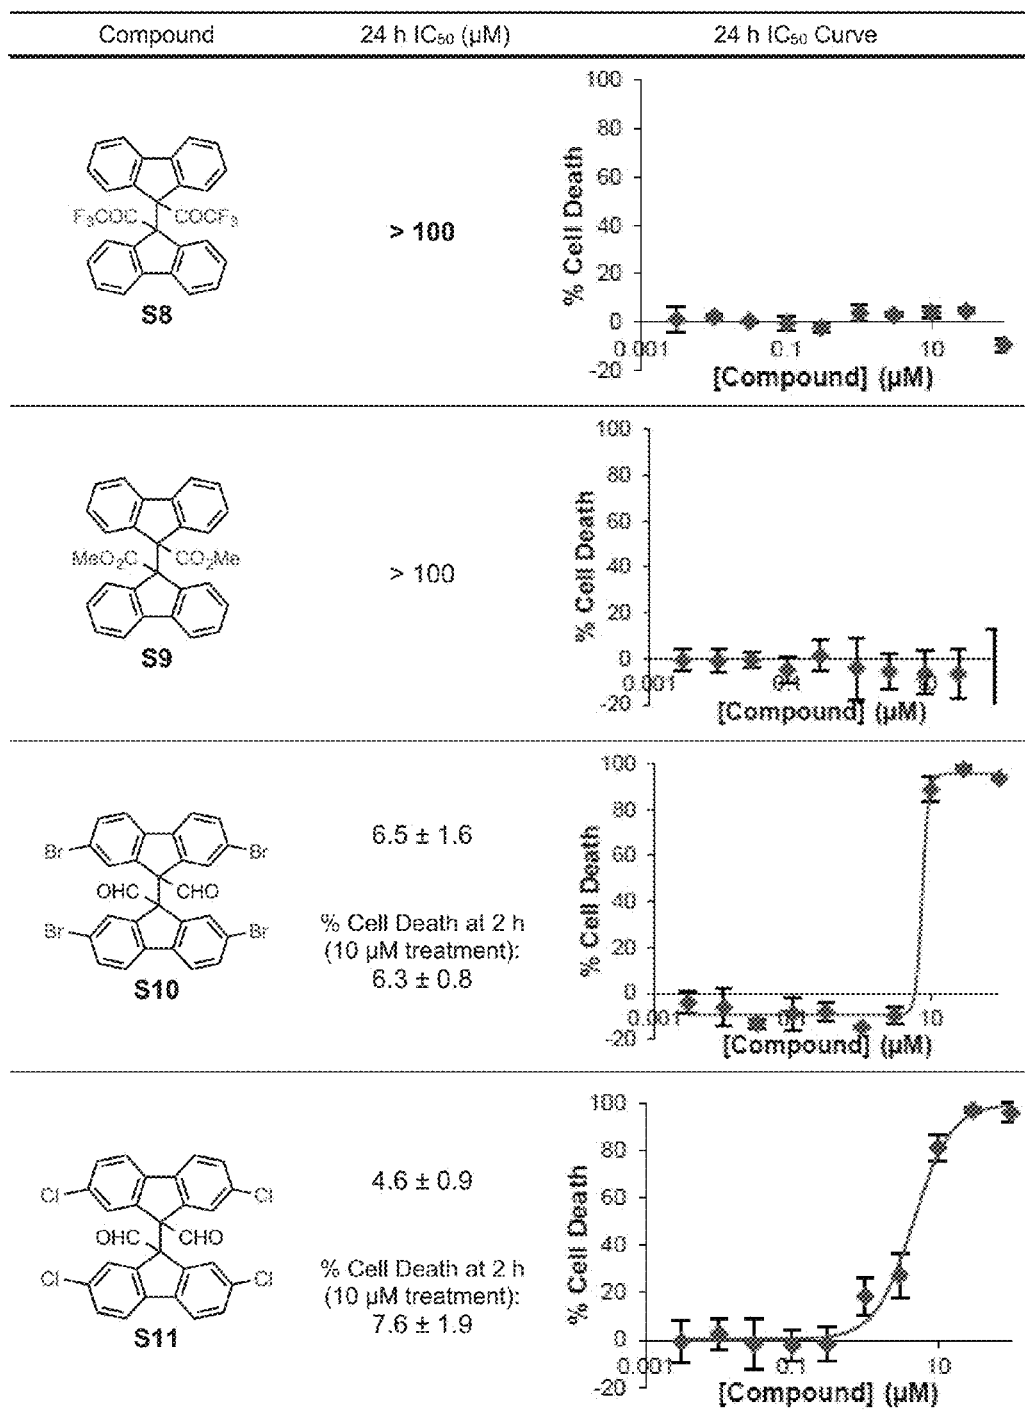 Compound 24 h IC₅₀ (µM) 24 h IC₅₀ Curve
F₃COC COCF₃
S8
> 100
% Cell Death
100
80
60
40
20
0
-20
0.001 0.1 10
[Compound] (µM)
MeO₂C CO₂Me
S9
> 100
% Cell Death
100
80
60
40
20
0
-20
0.001 0.1 10
[Compound] (µM)
Br Br
OHC CHO
Br Br
S10
6.5 ± 1.6
% Cell Death at 2 h
(10 µM treatment):
6.3 ± 0.8
% Cell Death
100
80
60
40
20
0
-20
0.001 0.1 10
[Compound] (µM)
Cl Cl
OHC CHO
Cl Cl
S11
4.6 ± 0.9
% Cell Death at 2 h
(10 µM treatment):
7.6 ± 1.9
% Cell Death
100
80
60
40
20
0
-20
0.001 0.1 10
[Compound] (µM)